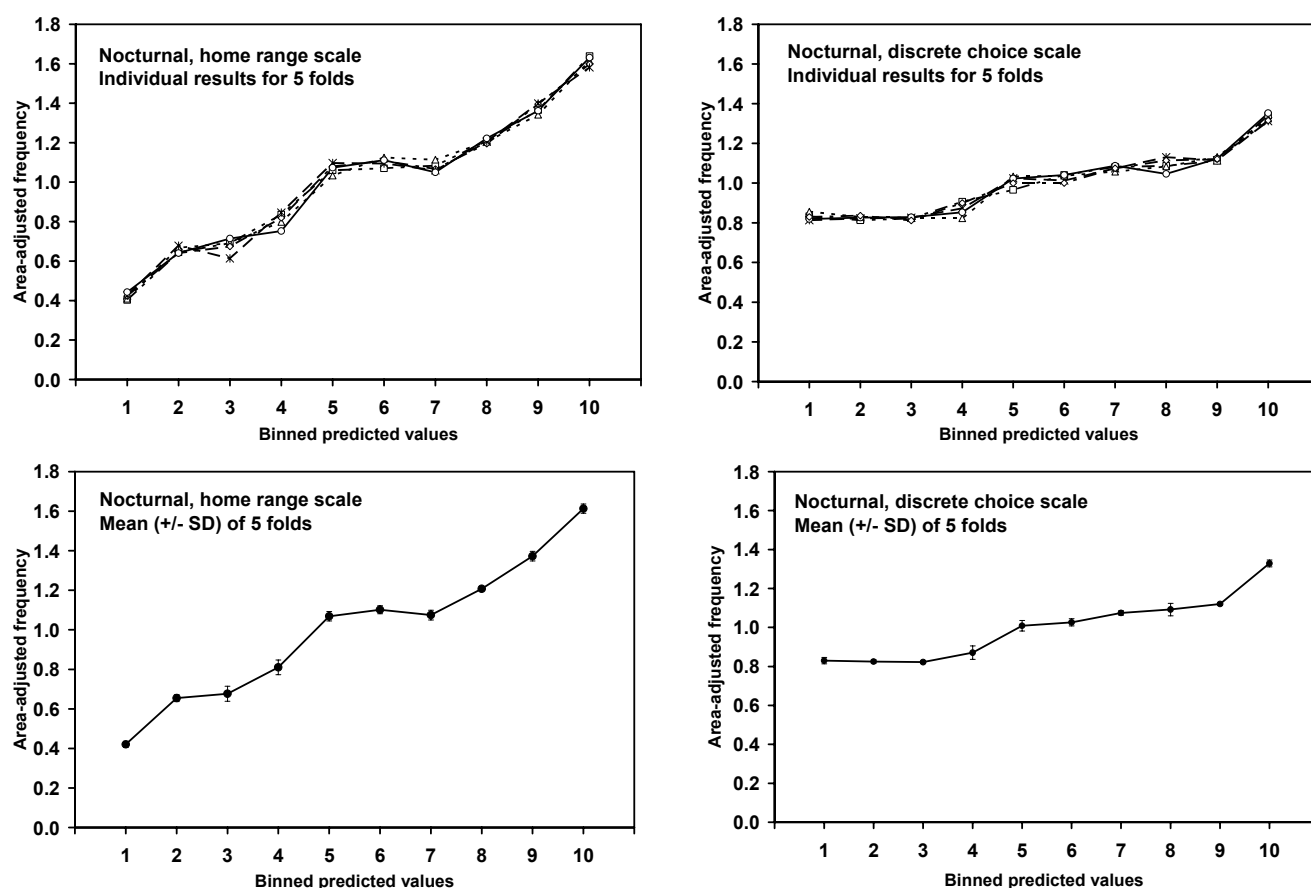 Nocturnal, home range scale
Individual results for 5 folds
Area-adjusted frequency
1.8
1.6
1.4
1.2
1.0
0.8
0.6
0.4
0.2
0.0
1 2 3 4 5 6 7 8 9 10
Binned predicted values
Nocturnal, discrete choice scale
Individual results for 5 folds
Area-adjusted frequency
1.8
1.6
1.4
1.2
1.0
0.8
0.6
0.4
0.2
0.0
1 2 3 4 5 6 7 8 9 10
Binned predicted values
Nocturnal, home range scale
Mean (+/- SD) of 5 folds
Area-adjusted frequency
1.8
1.6
1.4
1.2
1.0
0.8
0.6
0.4
0.2
0.0
1 2 3 4 5 6 7 8 9 10
Binned predicted values
Nocturnal, discrete choice scale
Mean (+/- SD) of 5 folds
Area-adjusted frequency
1.8
1.6
1.4
1.2
1.0
0.8
0.6
0.4
0.2
0.0
1 2 3 4 5 6 7 8 9 10
Binned predicted values